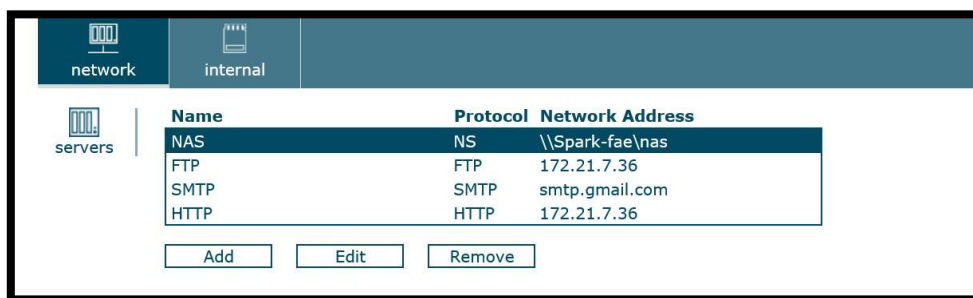 network internal
servers
Name Protocol Network Address
NAS NS \\Spark-fae\nas
FTP FTP 172.21.7.36
SMTP SMTP smtp.gmail.com
HTTP HTTP 172.21.7.36
Add Edit Remove